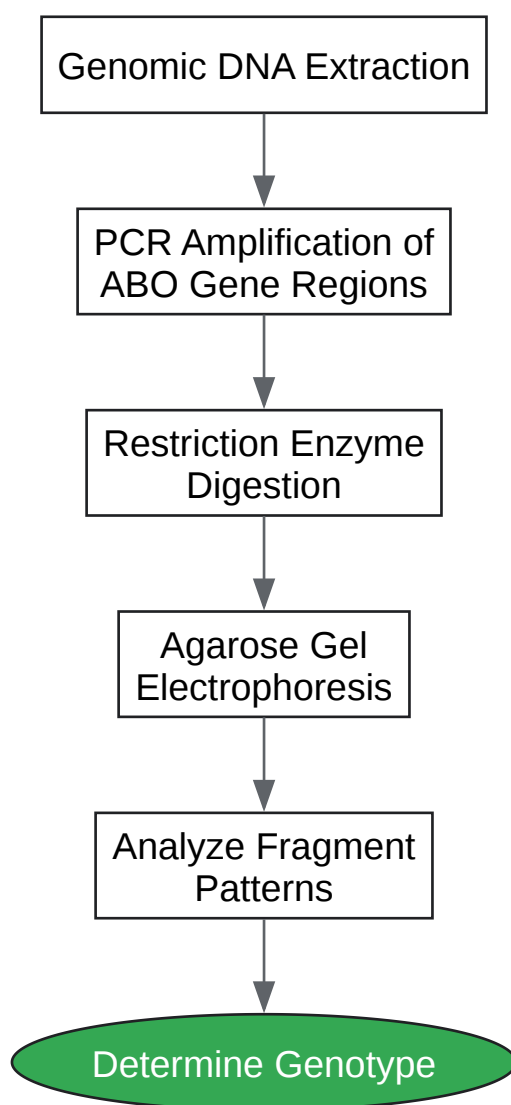 Genomic DNA Extraction
PCR Amplification of
ABO Gene Regions
Restriction Enzyme
Digestion
Agarose Gel
Electrophoresis
Analyze Fragment
Patterns
Determine Genotype